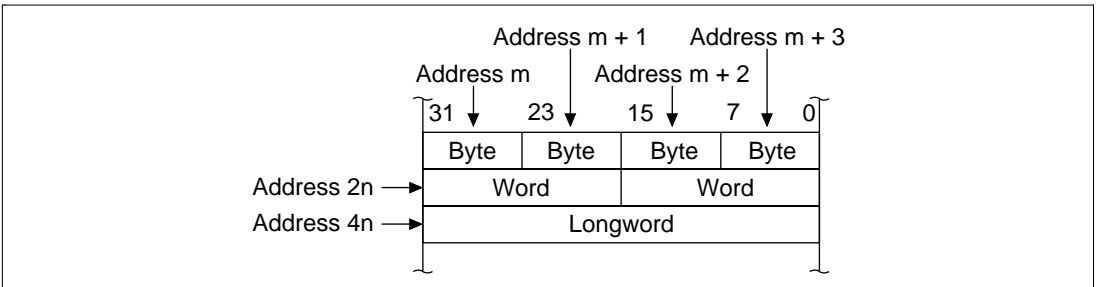 Address m + 1 Address m + 3
Address m Address m + 2
31 23 15 7 0
Byte Byte Byte Byte
Address 2n Word Word
Address 4n Longword